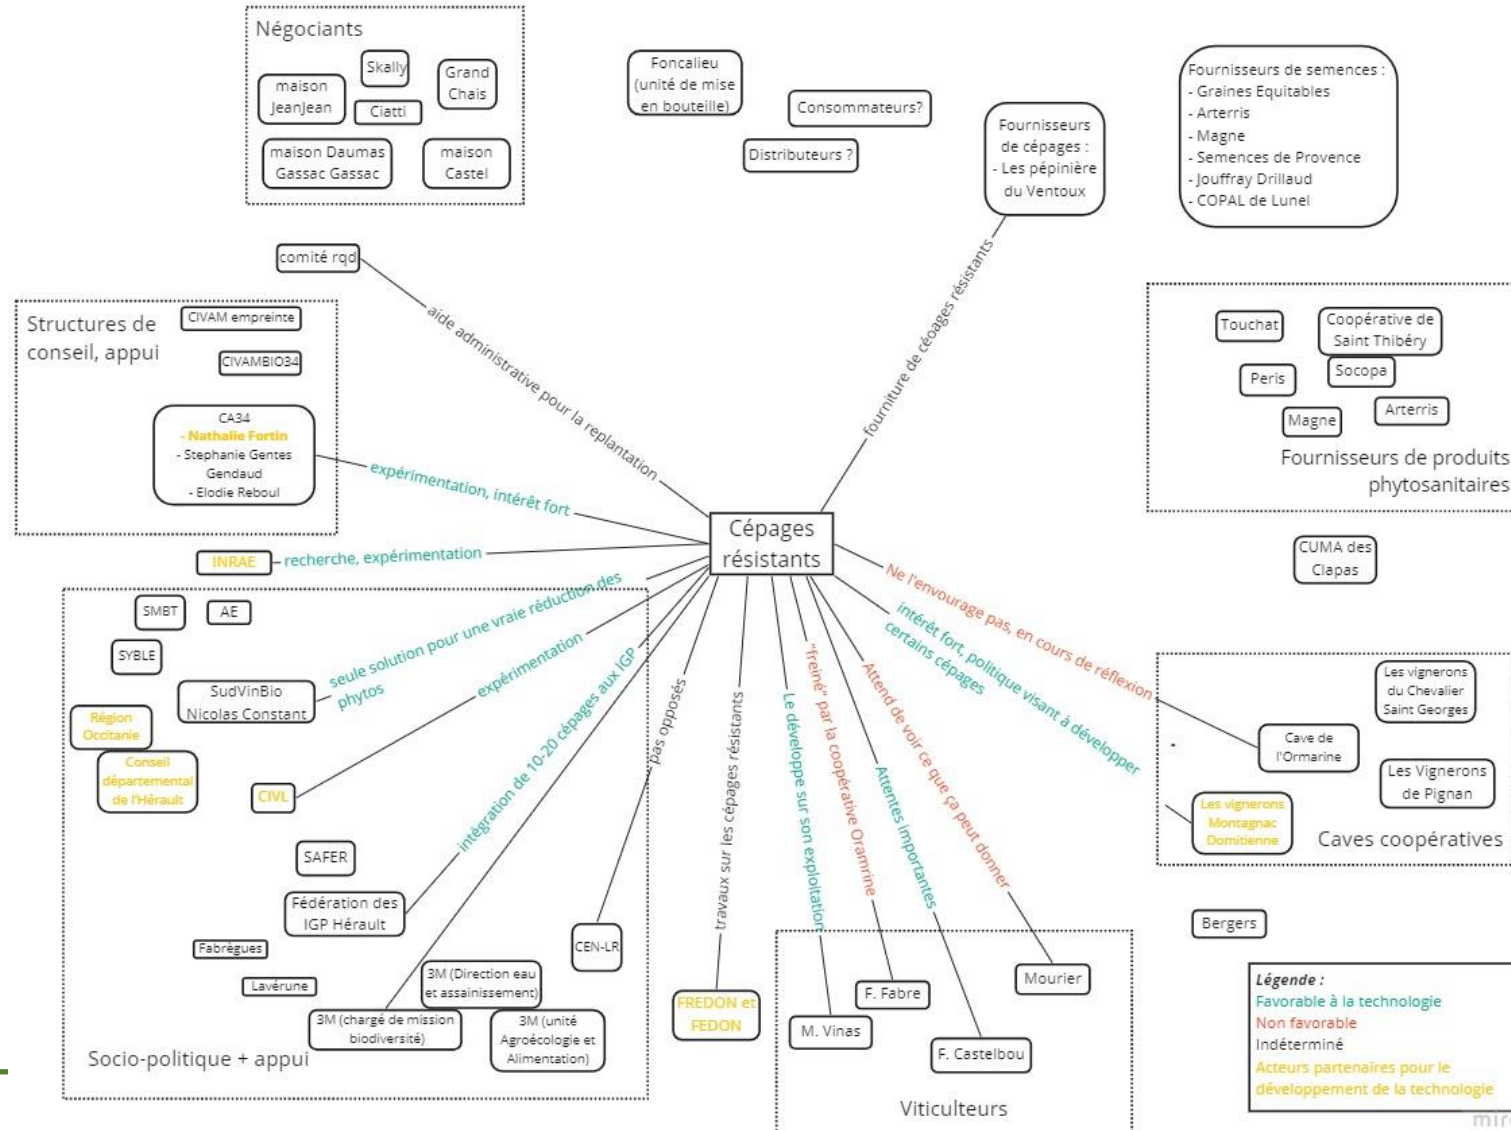 Négociants
Skally
maison
JeanJean
Grand
Chais
Ciatti
maison Daumas
Gassac Gassac
maison
Castel
Foncalieu
(unité de mise
en bouteille)
Consommateurs?
Distributeurs ?
Fournisseurs
de cépages :
- Les pépinière
du Ventoux
Fournisseurs de semences :
- Graines Equitables
- Arterris
- Magne
- Semences de Provence
- Jouffray Drillaud
- COPAL de Lunel
comité rqd
aide administrative pour la replantation
fourniture de céoages résistants
Structures de
conseil, appui
CIVAM empreinte
CIVAMBIO34
CA34
- Nathalie Fortin
- Stephanie Gentes
Gendaud
- Elodie Reboul
expérimentation, intérêt fort
Touchat
Coopérative de
Saint Thibéry
Peris
Socopa
Magne
Arterris
Fournisseurs de produits
phytosanitaires
Cépages
résistants
INRAE
recherche, expérimentation
CUMA des
Clapas
SMBT
AE
SYBLE
SudVinBio
Nicolas Constant
seule solution pour une vraie réduction des
phytos
Région
Occitanie
Conseil
départemental
de l'Hérault
CIVL
expérimentation
SAFER
Fédération des
IGP Hérault
intégration de 10-20 cépages aux IGP
Fabrègues
Lavérune
3M (Direction eau
et assainissement)
3M (chargé de mission
biodiversité)
3M (unité
Agroécologie et
Alimentation)
CEN-LR
pas opposés
Socio-politique + appui
travaux sur les cépages résistants
FREDON et
FEDON
Le développe sur son exploitation
"freiné" par la coopérative Oramrine
Attentes importantes
Attend de voir ce que ça peut donner
M. Vinas
F. Fabre
F. Castelbou
Mourier
Viticulteurs
Ne l'envourage pas, en cours de réflexion
intérêt fort, politique visant à développer
certains cépages
Les vignerons
du Chevalier
Saint Georges
Cave de
l'Ormarine
Les Vignerons
de Pignan
Les vignerons
Montagnac
Domitienne
Caves coopératives
Bergers
Légende :
Favorable à la technologie
Non favorable
Indéterminé
Acteurs partenaires pour le
développement de la technologie